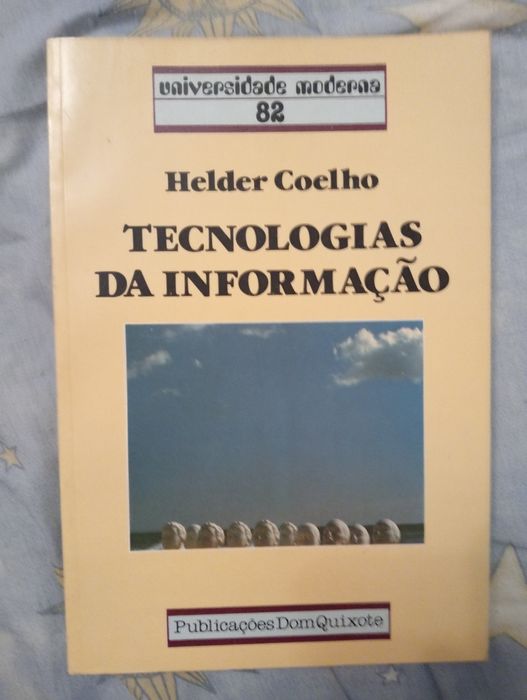 universidade moderna
82
Helder Coelho
TECNOLOGIAS
DA INFORMAÇÃO
Publicações Dom Quixote